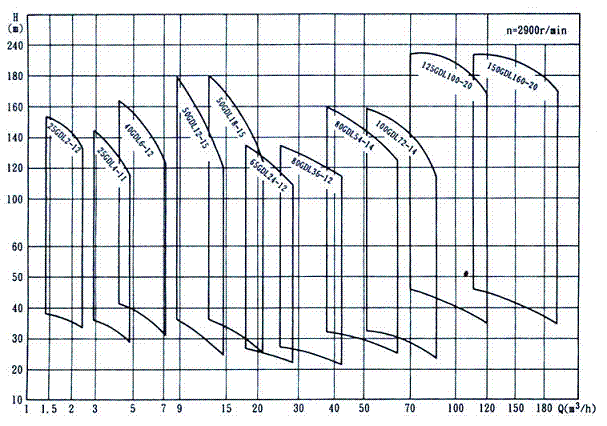 H
(m)
n=2900r/min
240
180
160
140
120
100
60
50
40
30
20
10
25GDL2-12
25GDL4-11
40GDL6-12
50GDL12-15
50GDL18-15
65GDL24-12
80GDL36-12
80GDL54-14
100GDL72-14
125GDL100-20
150GDL160-20
1 1.5 2 3 5 7 9 15 20 30 40 50 70 100 120 150 180 Q(m³/h)